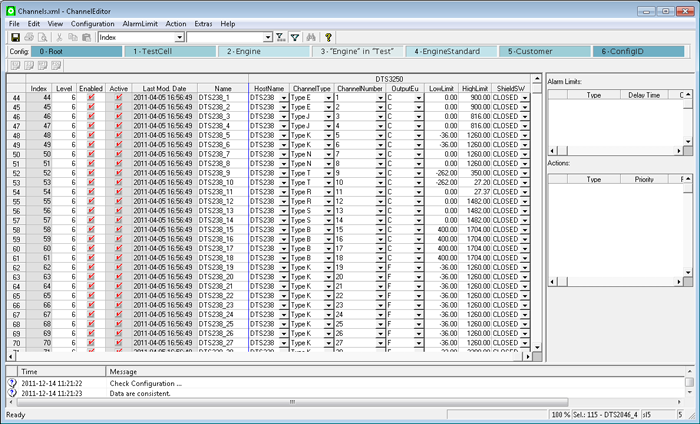 Channels.xml - ChannelEditor
File Edit View Configuration AlarmLimit Action Extras Help
Index
Config: 0 - Root 1 - TestCell 2 - Engine 3 - "Engine" in "Test" 4 - EngineStandard 5 - Customer 6 - ConfigID
DTS3250
Index Level Enabled Active Last Mod. Date Name HostName ChannelType ChannelNumber OutputEu LowLimit HighLimit ShieldSW
44 44 6 2011-04-05 16:56:49 DTS238_1 DTS238 Type E 1 C 0.00 900.00 CLOSED
45 45 6 2011-04-05 16:56:49 DTS238_2 DTS238 Type E 2 C 0.00 900.00 CLOSED
46 46 6 2011-04-05 16:56:49 DTS238_3 DTS238 Type J 3 C 0.00 816.00 CLOSED
47 47 6 2011-04-05 16:56:49 DTS238_4 DTS238 Type J 4 C 0.00 816.00 CLOSED
48 48 6 2011-04-05 16:56:49 DTS238_5 DTS238 Type K 5 C -36.00 1260.00 CLOSED
49 49 6 2011-04-05 16:56:49 DTS238_6 DTS238 Type K 6 C -36.00 1260.00 CLOSED
50 50 6 2011-04-05 16:56:49 DTS238_7 DTS238 Type N 7 C 0.00 1260.00 CLOSED
51 51 6 2011-04-05 16:56:49 DTS238_8 DTS238 Type N 8 C 0.00 1260.00 CLOSED
52 52 6 2011-04-05 16:56:49 DTS238_9 DTS238 Type T 9 C -262.00 350.00 CLOSED
53 53 6 2011-04-05 16:56:49 DTS238_10 DTS238 Type T 10 C -262.00 27.20 CLOSED
54 54 6 2011-04-05 16:56:49 DTS238_11 DTS238 Type R 11 C 0.00 27.37 CLOSED
55 55 6 2011-04-05 16:56:49 DTS238_12 DTS238 Type R 12 C 0.00 1482.00 CLOSED
56 56 6 2011-04-05 16:56:49 DTS238_13 DTS238 Type S 13 C 0.00 1482.00 CLOSED
57 57 6 2011-04-05 16:56:49 DTS238_14 DTS238 Type S 14 C 0.00 1482.00 CLOSED
58 58 6 2011-04-05 16:56:49 DTS238_15 DTS238 Type B 15 C 400.00 1704.00 CLOSED
59 59 6 2011-04-05 16:56:49 DTS238_16 DTS238 Type B 16 C 400.00 1704.00 CLOSED
60 60 6 2011-04-05 16:56:49 DTS238_17 DTS238 Type B 17 C 400.00 1704.00 CLOSED
61 61 6 2011-04-05 16:56:49 DTS238_18 DTS238 Type B 18 C 400.00 1704.00 CLOSED
62 62 6 2011-04-05 16:56:49 DTS238_19 DTS238 Type K 19 F -36.00 1260.00 CLOSED
63 63 6 2011-04-05 16:56:49 DTS238_20 DTS238 Type K 20 F -36.00 1260.00 CLOSED
64 64 6 2011-04-05 16:56:49 DTS238_21 DTS238 Type K 21 F -36.00 1260.00 CLOSED
65 65 6 2011-04-05 16:56:49 DTS238_22 DTS238 Type K 22 F -36.00 1260.00 CLOSED
66 66 6 2011-04-05 16:56:49 DTS238_23 DTS238 Type K 23 F -36.00 1260.00 CLOSED
67 67 6 2011-04-05 16:56:49 DTS238_24 DTS238 Type K 24 F -36.00 1260.00 CLOSED
68 68 6 2011-04-05 16:56:49 DTS238_25 DTS238 Type K 25 F -36.00 1260.00 CLOSED
69 69 6 2011-04-05 16:56:49 DTS238_26 DTS238 Type K 26 F -36.00 1260.00 CLOSED
70 70 6 2011-04-05 16:56:49 DTS238_27 DTS238 Type K 27 F -36.00 1260.00 CLOSED
Alarm Limits:
Type Delay Time C
Actions:
Type Priority F
Time Message
2011-12-14 11:21:22 Check Configuration ...
2011-12-14 11:21:23 Data are consistent.
Ready 100 % Sel.: 115 - DTS2046_4 :sl5 5